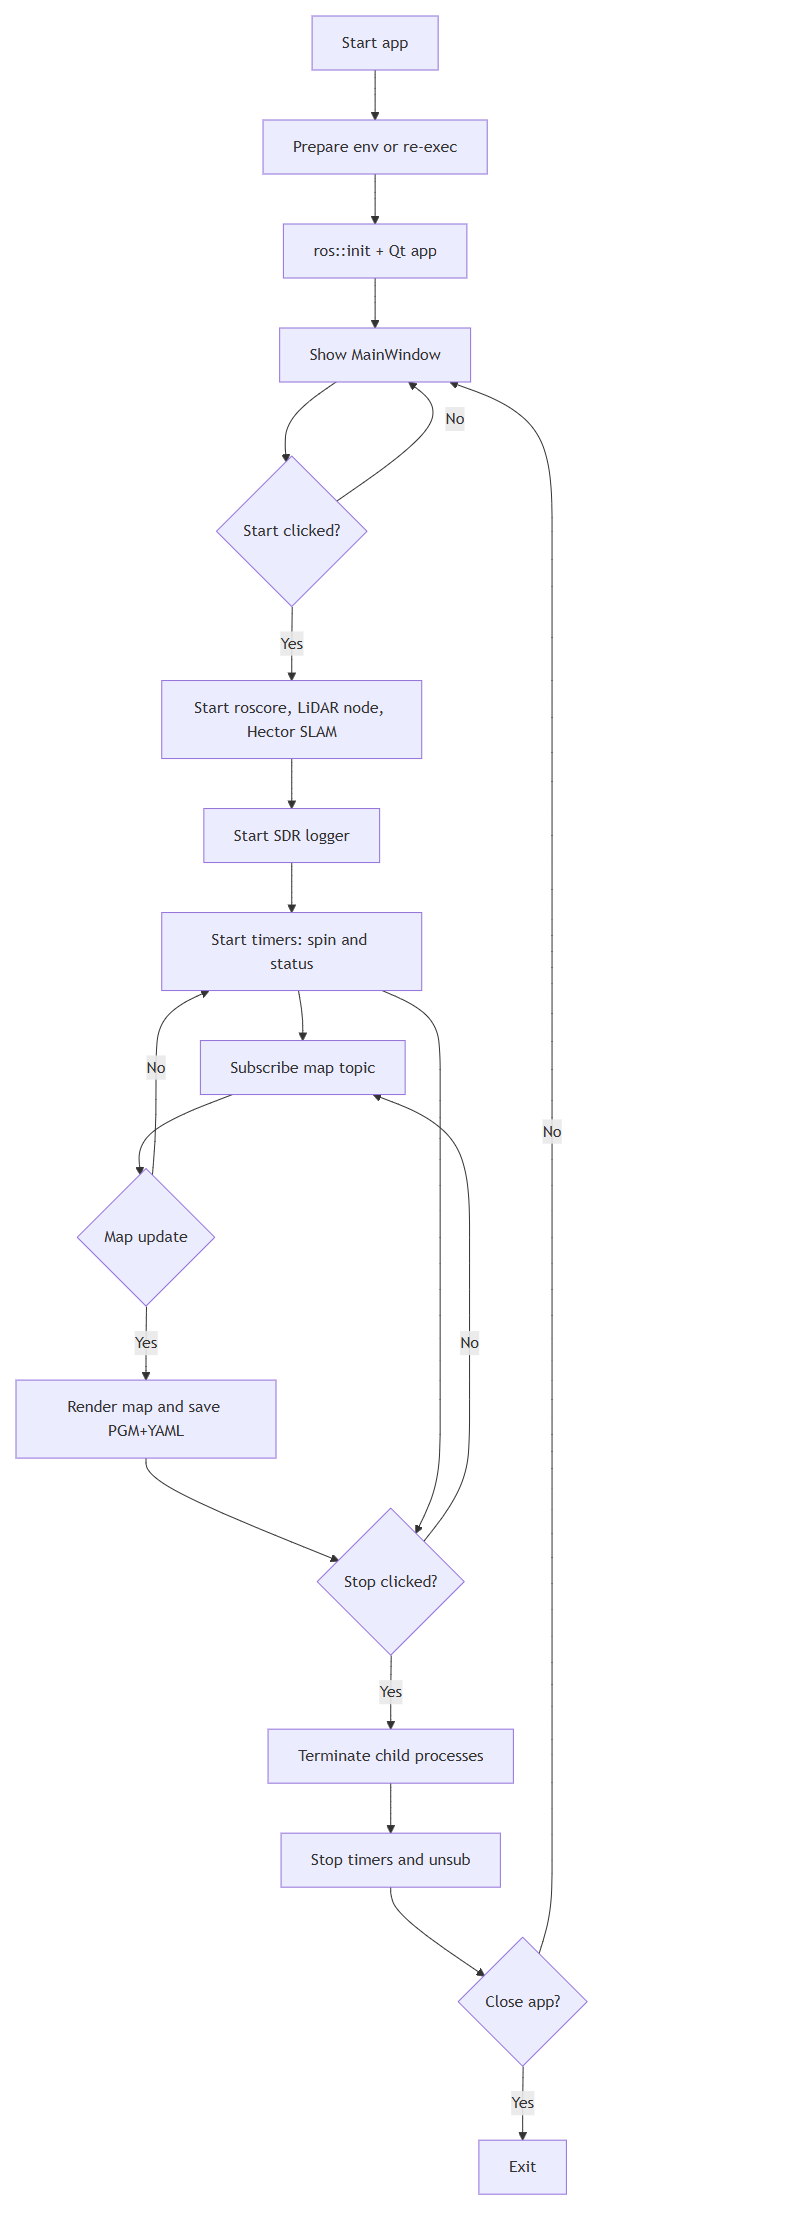 Start app
Prepare env or re-exec
ros::init + Qt app
Show MainWindow
No
Start clicked?
Yes
Start roscore, LiDAR node,
Hector SLAM
Start SDR logger
Start timers: spin and
status
No
Subscribe map topic
No
Map update
Yes
No
Render map and save
PGM+YAML
Stop clicked?
Yes
Terminate child processes
Stop timers and unsub
Close app?
Yes
Exit